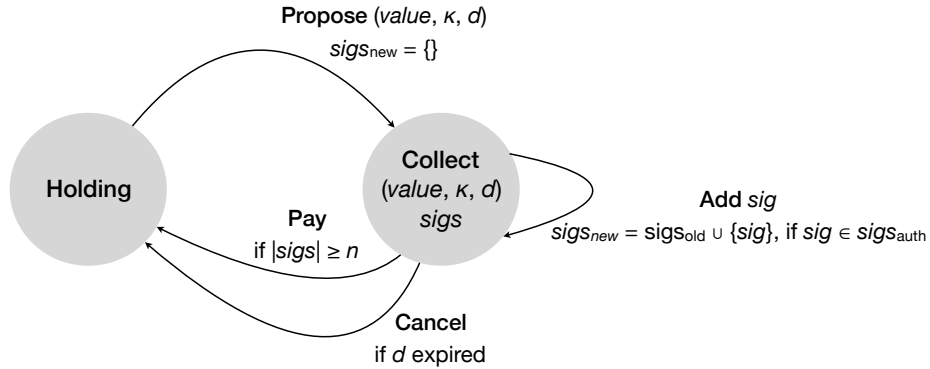 Propose (value, κ, d)
sigsnew = {}
Holding
Collect
(value, κ, d)
sigs
Add sig
sigsnew = sigsold ∪ {sig}, if sig ∈ sigsauth
Pay
if |sigs| ≥ n
Cancel
if d expired